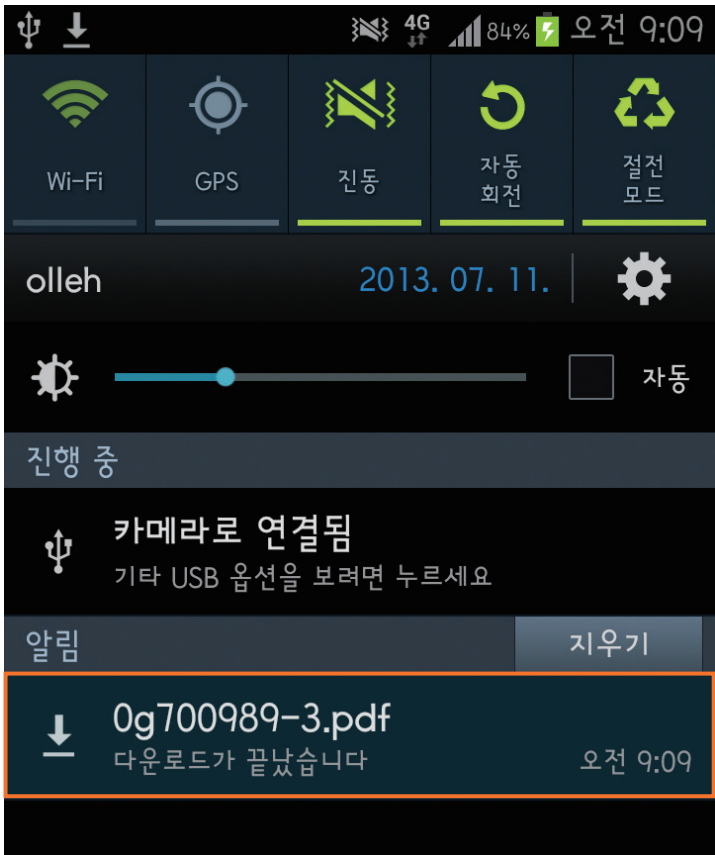 4G 84% 오전 9:09
Wi-Fi GPS 진동 자동 회전 절전 모드
olleh 2013. 07. 11.
자동
진행 중
카메라로 연결됨
기타 USB 옵션을 보려면 누르세요
알림 지우기
0g700989-3.pdf
다운로드가 끝났습니다 오전 9:09